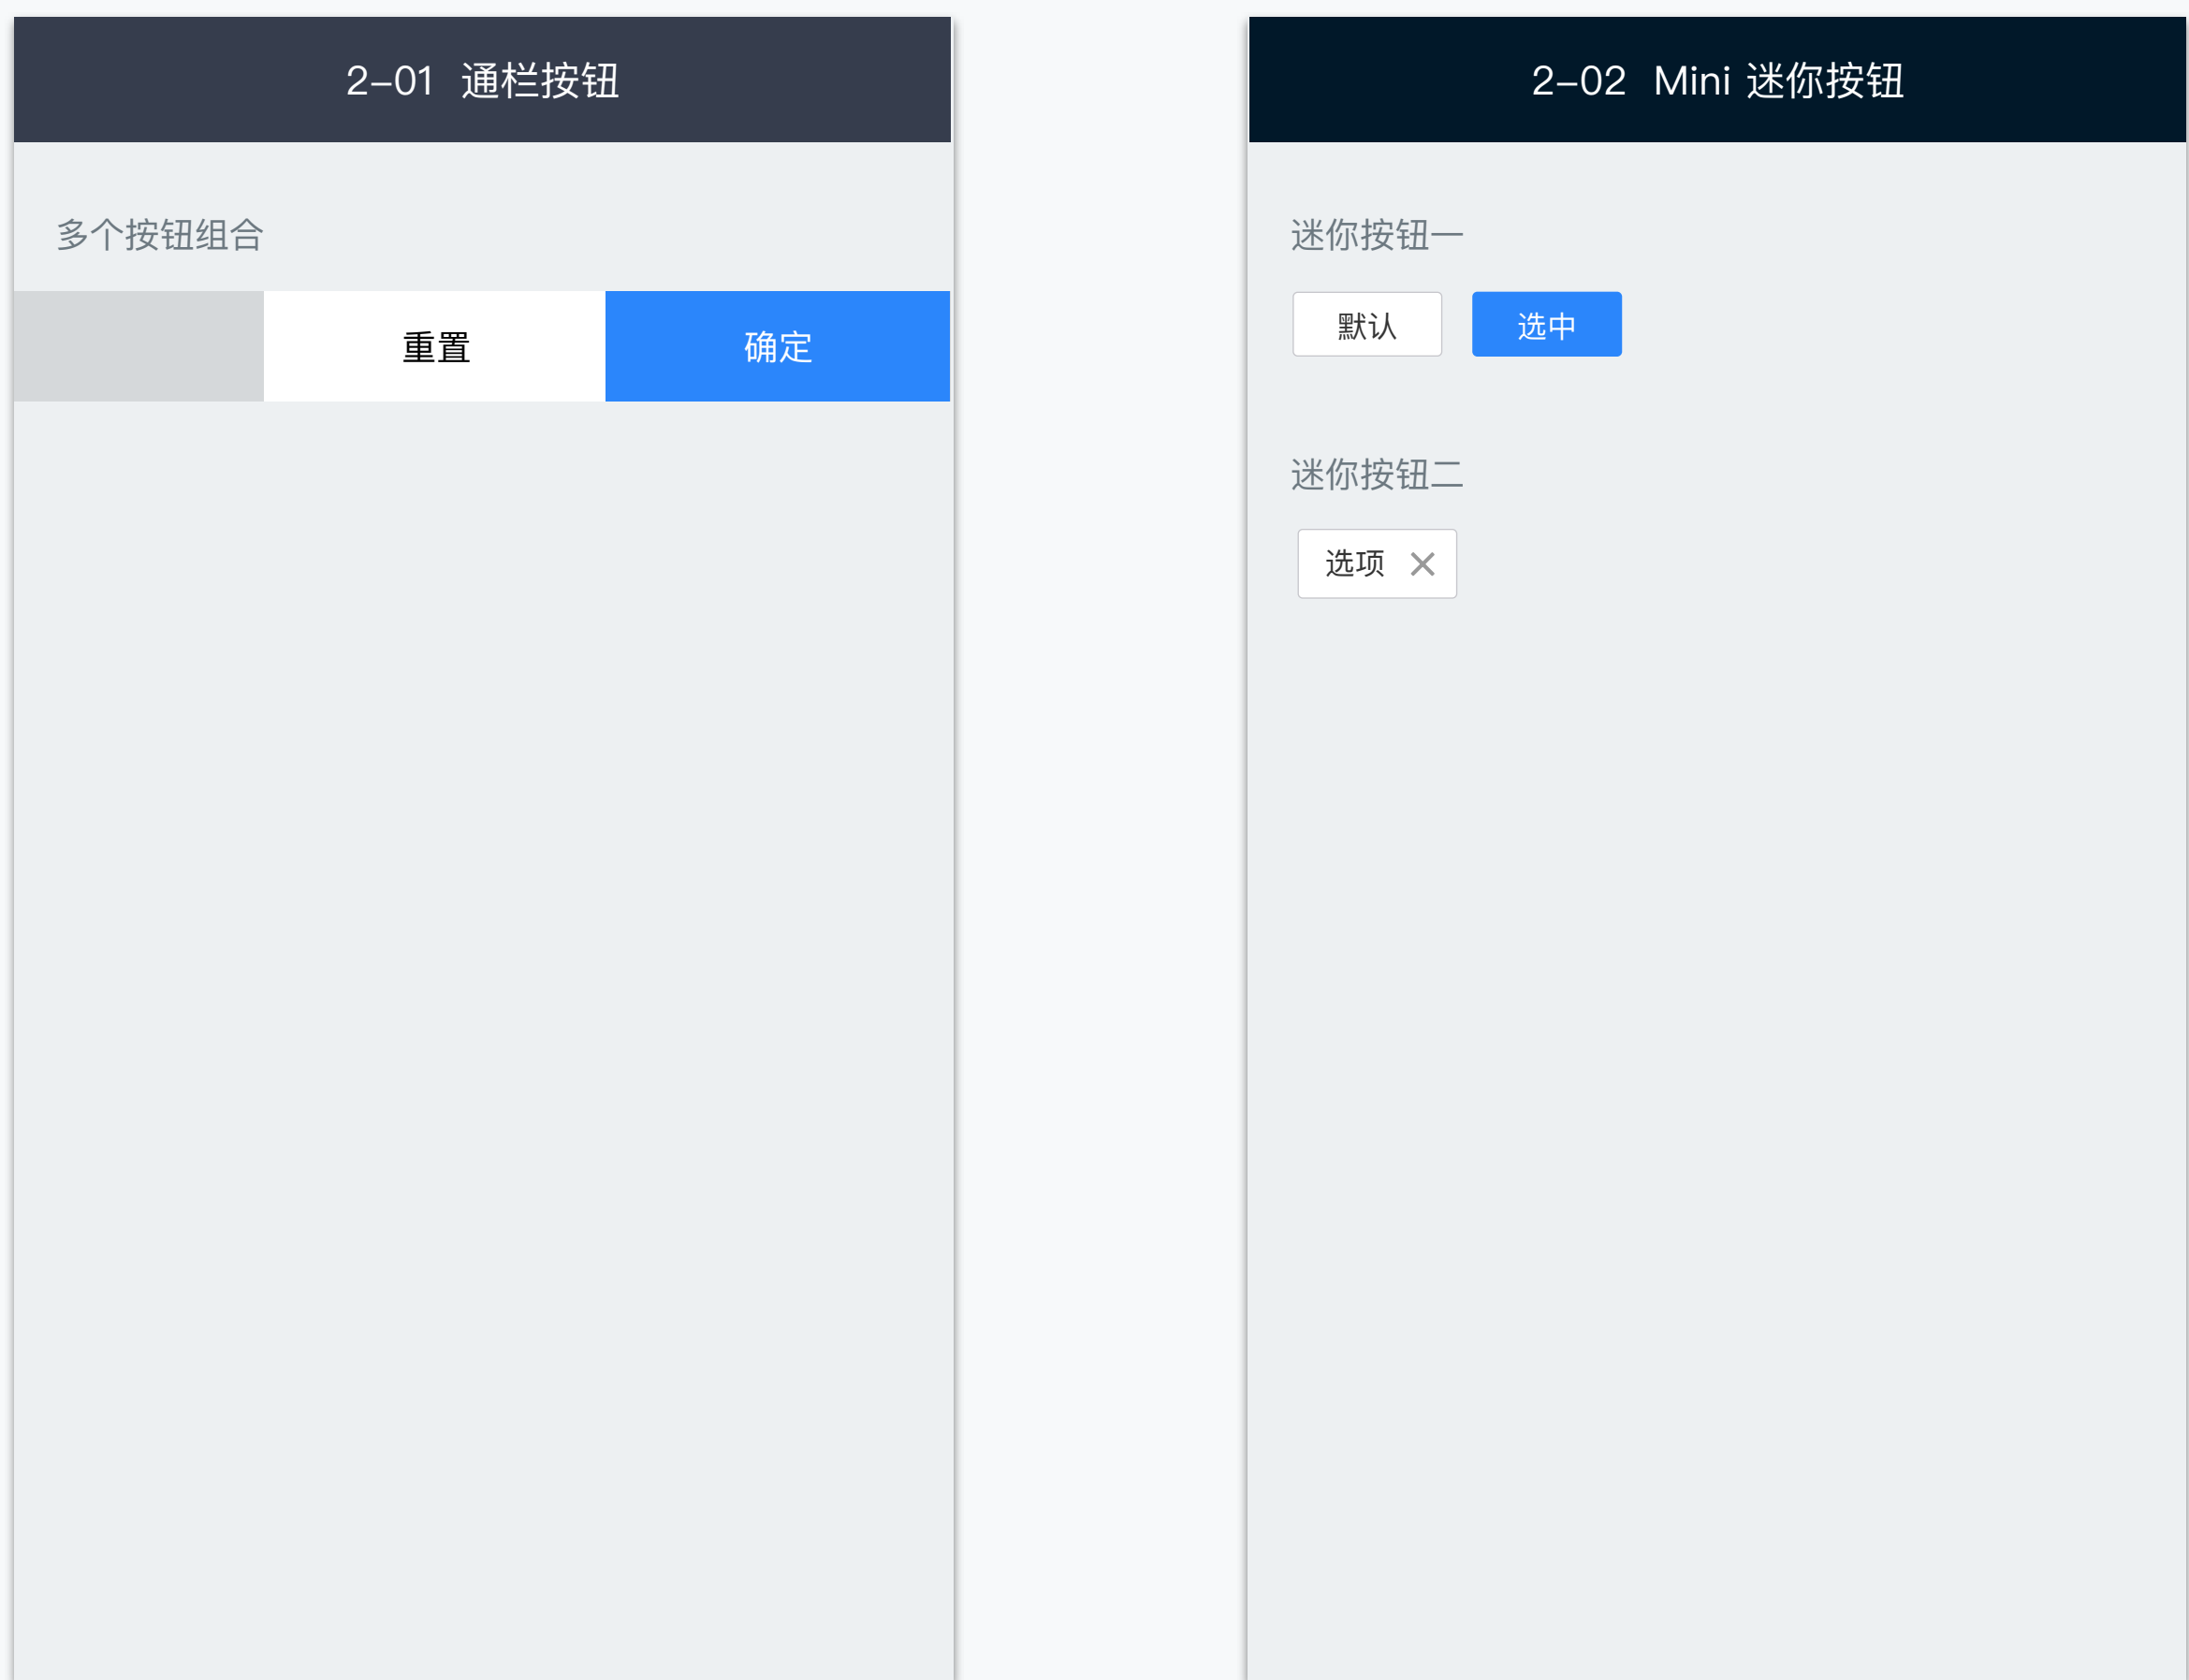 2-01 通栏按钮
多个按钮组合
重置
确定
2-02 Mini 迷你按钮
迷你按钮一
默认
选中
迷你按钮二
选项